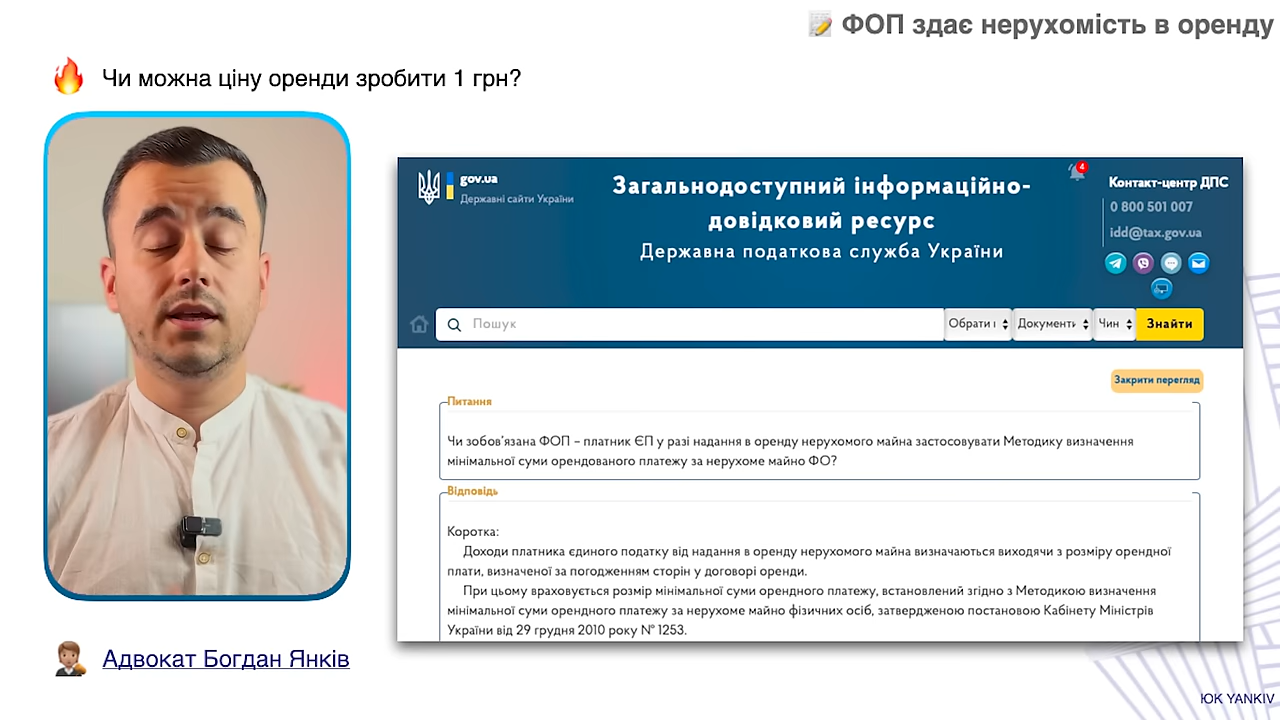 ФОП здає нерухомість в оренду
Чи можна ціну оренди зробити 1 грн?
gov.ua
Державні сайти України
Загальнодоступний інформаційно-
довідковий ресурс
Державна податкова служба України
4
Контакт-центр ДПС
0 800 501 007
idd@tax.gov.ua
Пошук
Обрати
Документи
Чин
Знайти
Закрити перегляд
Питання
Чи зобов'язана ФОП – платник ЄП у разі надання в оренду нерухомого майна застосовувати Методику визначення
мінімальної суми орендованого платежу за нерухоме майно ФО?
Відповідь
Коротка:
Доходи платника єдиного податку від надання в оренду нерухомого майна визначаються виходячи з розміру орендної
плати, визначеної за погодженням сторін у договорі оренди.
При цьому враховується розмір мінімальної суми орендного платежу, встановлений згідно з Методикою визначення
мінімальної суми орендного платежу за нерухоме майно фізичних осіб, затвердженою постановою Кабінету Міністрів
України від 29 грудня 2010 року № 1253.
Адвокат Богдан Янків
ЮК YANKIV